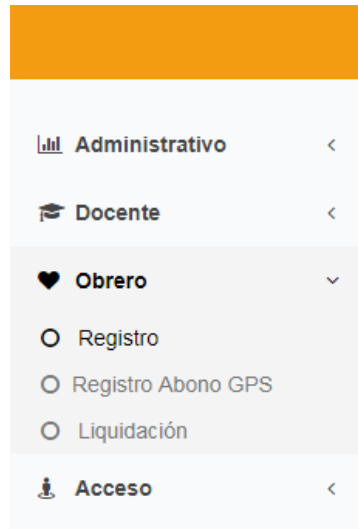 Administrativo
Docente
Obrero
Registro
Registro Abono GPS
Liquidación
Acceso